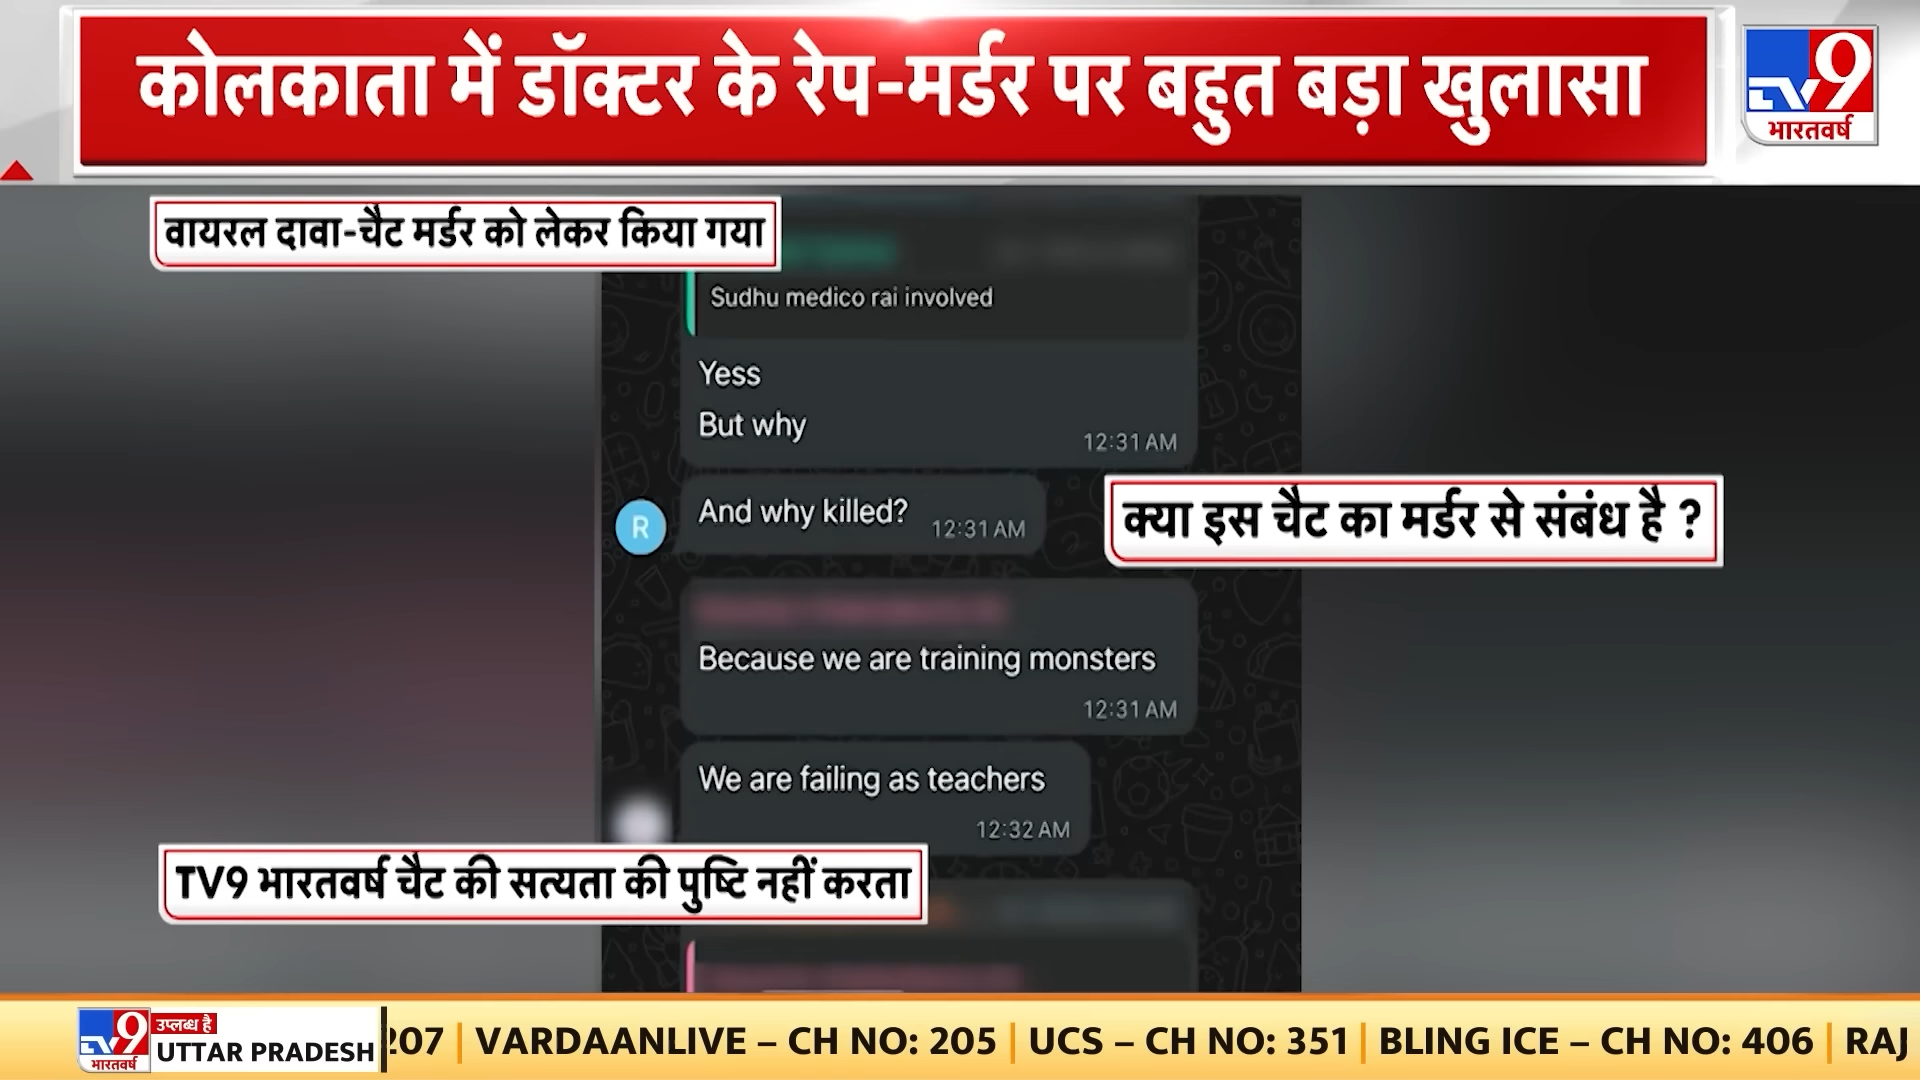 कोलकाता में डॉक्टर के रेप-मर्डर पर बहुत बड़ा खुलासा
TV9
भारतवर्ष
वायरल दावा-चैट मर्डर को लेकर किया गया
Sudhu medico rai involved
Yess
But why
12:31 AM
R
And why killed?
12:31 AM
क्या इस चैट का मर्डर से संबंध है ?
Because we are training monsters
12:31 AM
We are failing as teachers
12:32 AM
TV9 भारतवर्ष चैट की सत्यता की पुष्टि नहीं करता
TV9
भारतवर्ष
उप्लब्ध है
UTTAR PRADESH
207 | VARDAANLIVE – CH NO: 205 | UCS – CH NO: 351 | BLING ICE – CH NO: 406 | RAJ